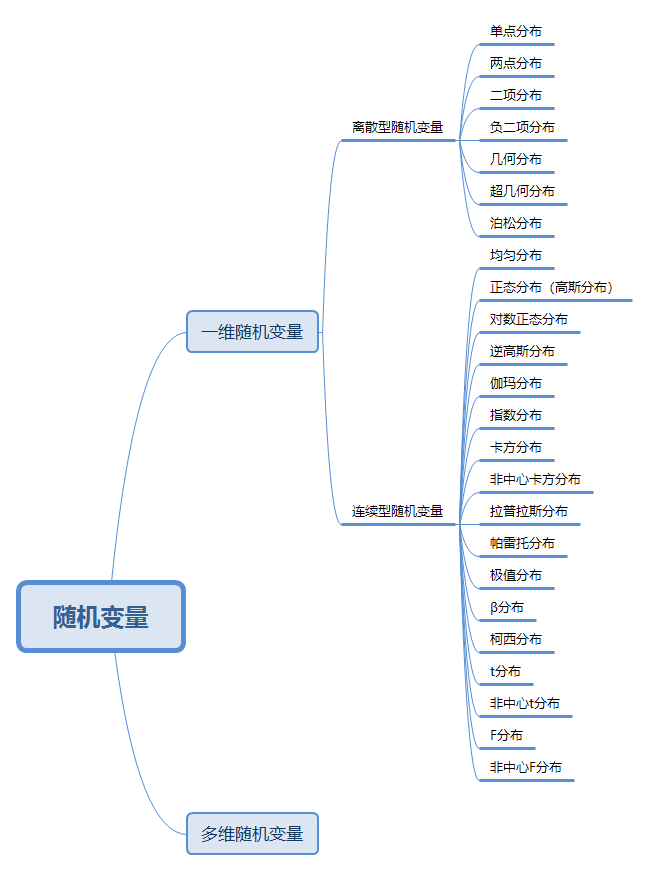 随机变量
一维随机变量
离散型随机变量
单点分布
两点分布
二项分布
负二项分布
几何分布
超几何分布
泊松分布
连续型随机变量
均匀分布
正态分布（高斯分布）
对数正态分布
逆高斯分布
伽玛分布
指数分布
卡方分布
非中心卡方分布
拉普拉斯分布
帕雷托分布
极值分布
β分布
柯西分布
t分布
非中心t分布
F分布
非中心F分布
多维随机变量